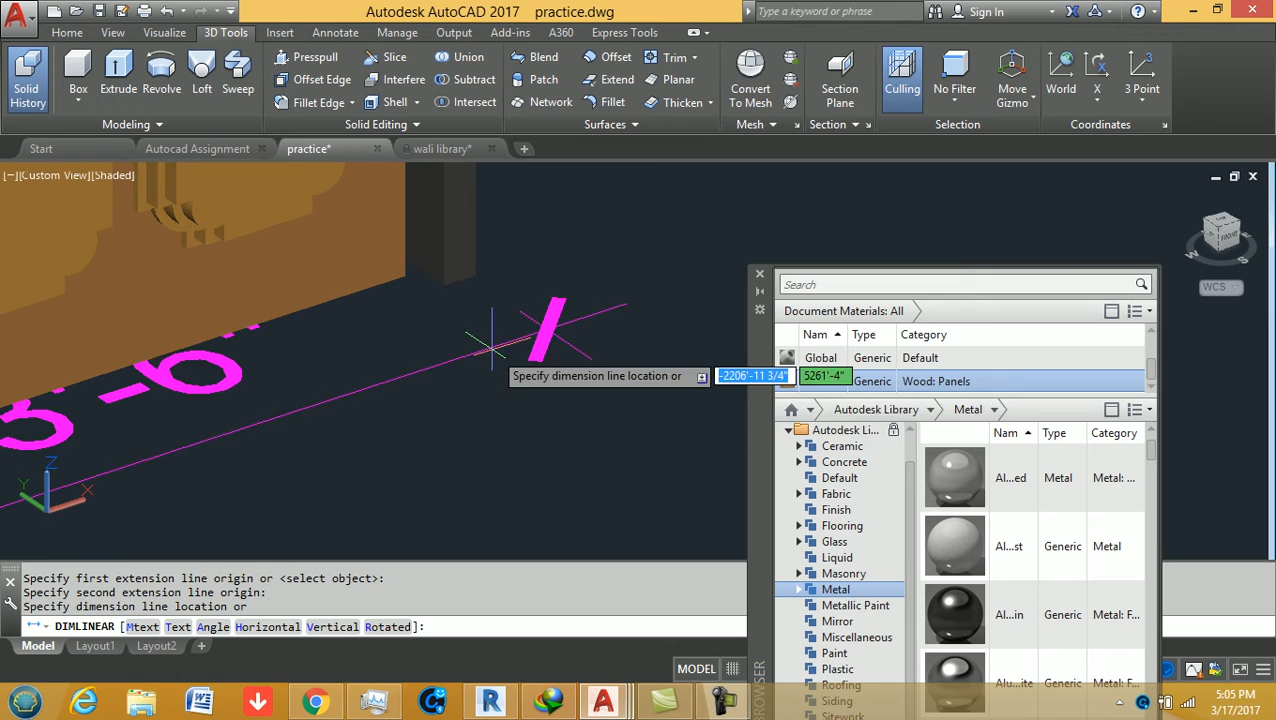 Autodesk AutoCAD 2017 practice.dwg
Type a keyword or phrase
Sign In
Home View Visualize 3D Tools Insert Annotate Manage Output Add-ins A360 Express Tools
Solid History
Box
Extrude
Revolve
Loft
Sweep
Presspull
Offset Edge
Fillet Edge
Slice
Interfere
Shell
Union
Subtract
Intersect
Blend
Patch
Network
Offset
Extend
Fillet
Trim
Planar
Thicken
Convert To Mesh
Section Plane
Culling
No Filter
Move Gizmo
World
X
3 Point
Modeling
Solid Editing
Surfaces
Mesh
Section
Selection
Coordinates
Start
Autocad Assignment
practice*
wali library*
[−][Custom View][Shaded]
FRONT
S
WCS
Search
Document Materials: All
Nam Type Category
Global Generic Default
Generic Wood: Panels
Specify dimension line location or
-2206'-11 3/4"
5261'-4"
Autodesk Library Metal
Autodesk Li...
Ceramic
Concrete
Default
Fabric
Finish
Flooring
Glass
Liquid
Masonry
Metal
Metallic Paint
Mirror
Miscellaneous
Paint
Plastic
Roofing
Siding
Sitework
Nam Type Category
Al...ed Metal Metal: ...
Al...st Generic Metal
Al...in Generic Metal: F...
Alu...ite Generic Metal: F...
Z
Y
X
Specify first extension line origin or <select object>:
Specify second extension line origin:
Specify dimension line location or
DIMLINEAR [Mtext Text Angle Horizontal Vertical Rotated]:
Model Layout1 Layout2
MODEL
BROWSER
5:05 PM
3/17/2017